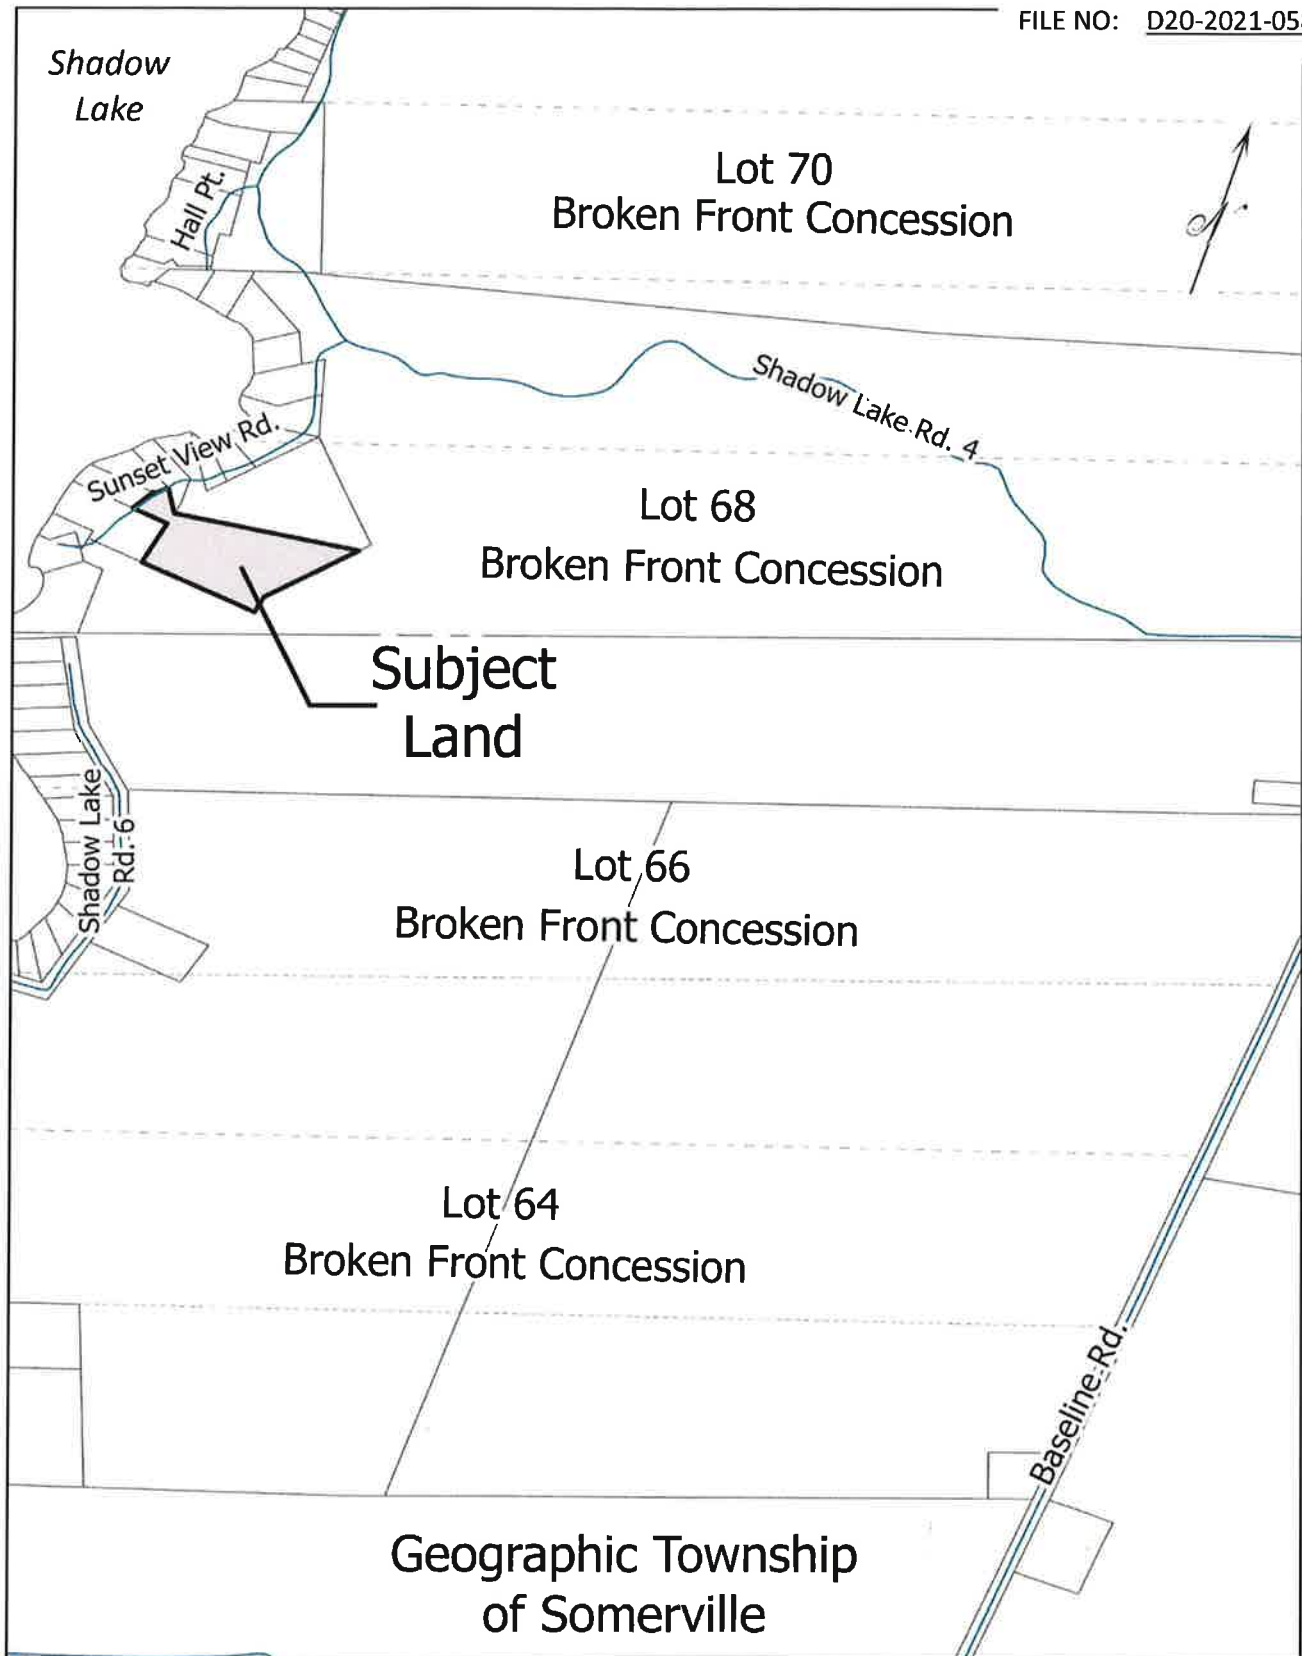 FILE NO: D20-2021-05
Shadow
Lake
Lot 70
Broken Front Concession
Hall Pt.
Shadow Lake Rd. 4
Sunset View Rd.
Lot 68
Broken Front Concession
Subject
Land
Shadow Lake
Rd. 6
Lot 66
Broken Front Concession
Lot 64
Broken Front Concession
Baseline Rd.
Geographic Township
of Somerville